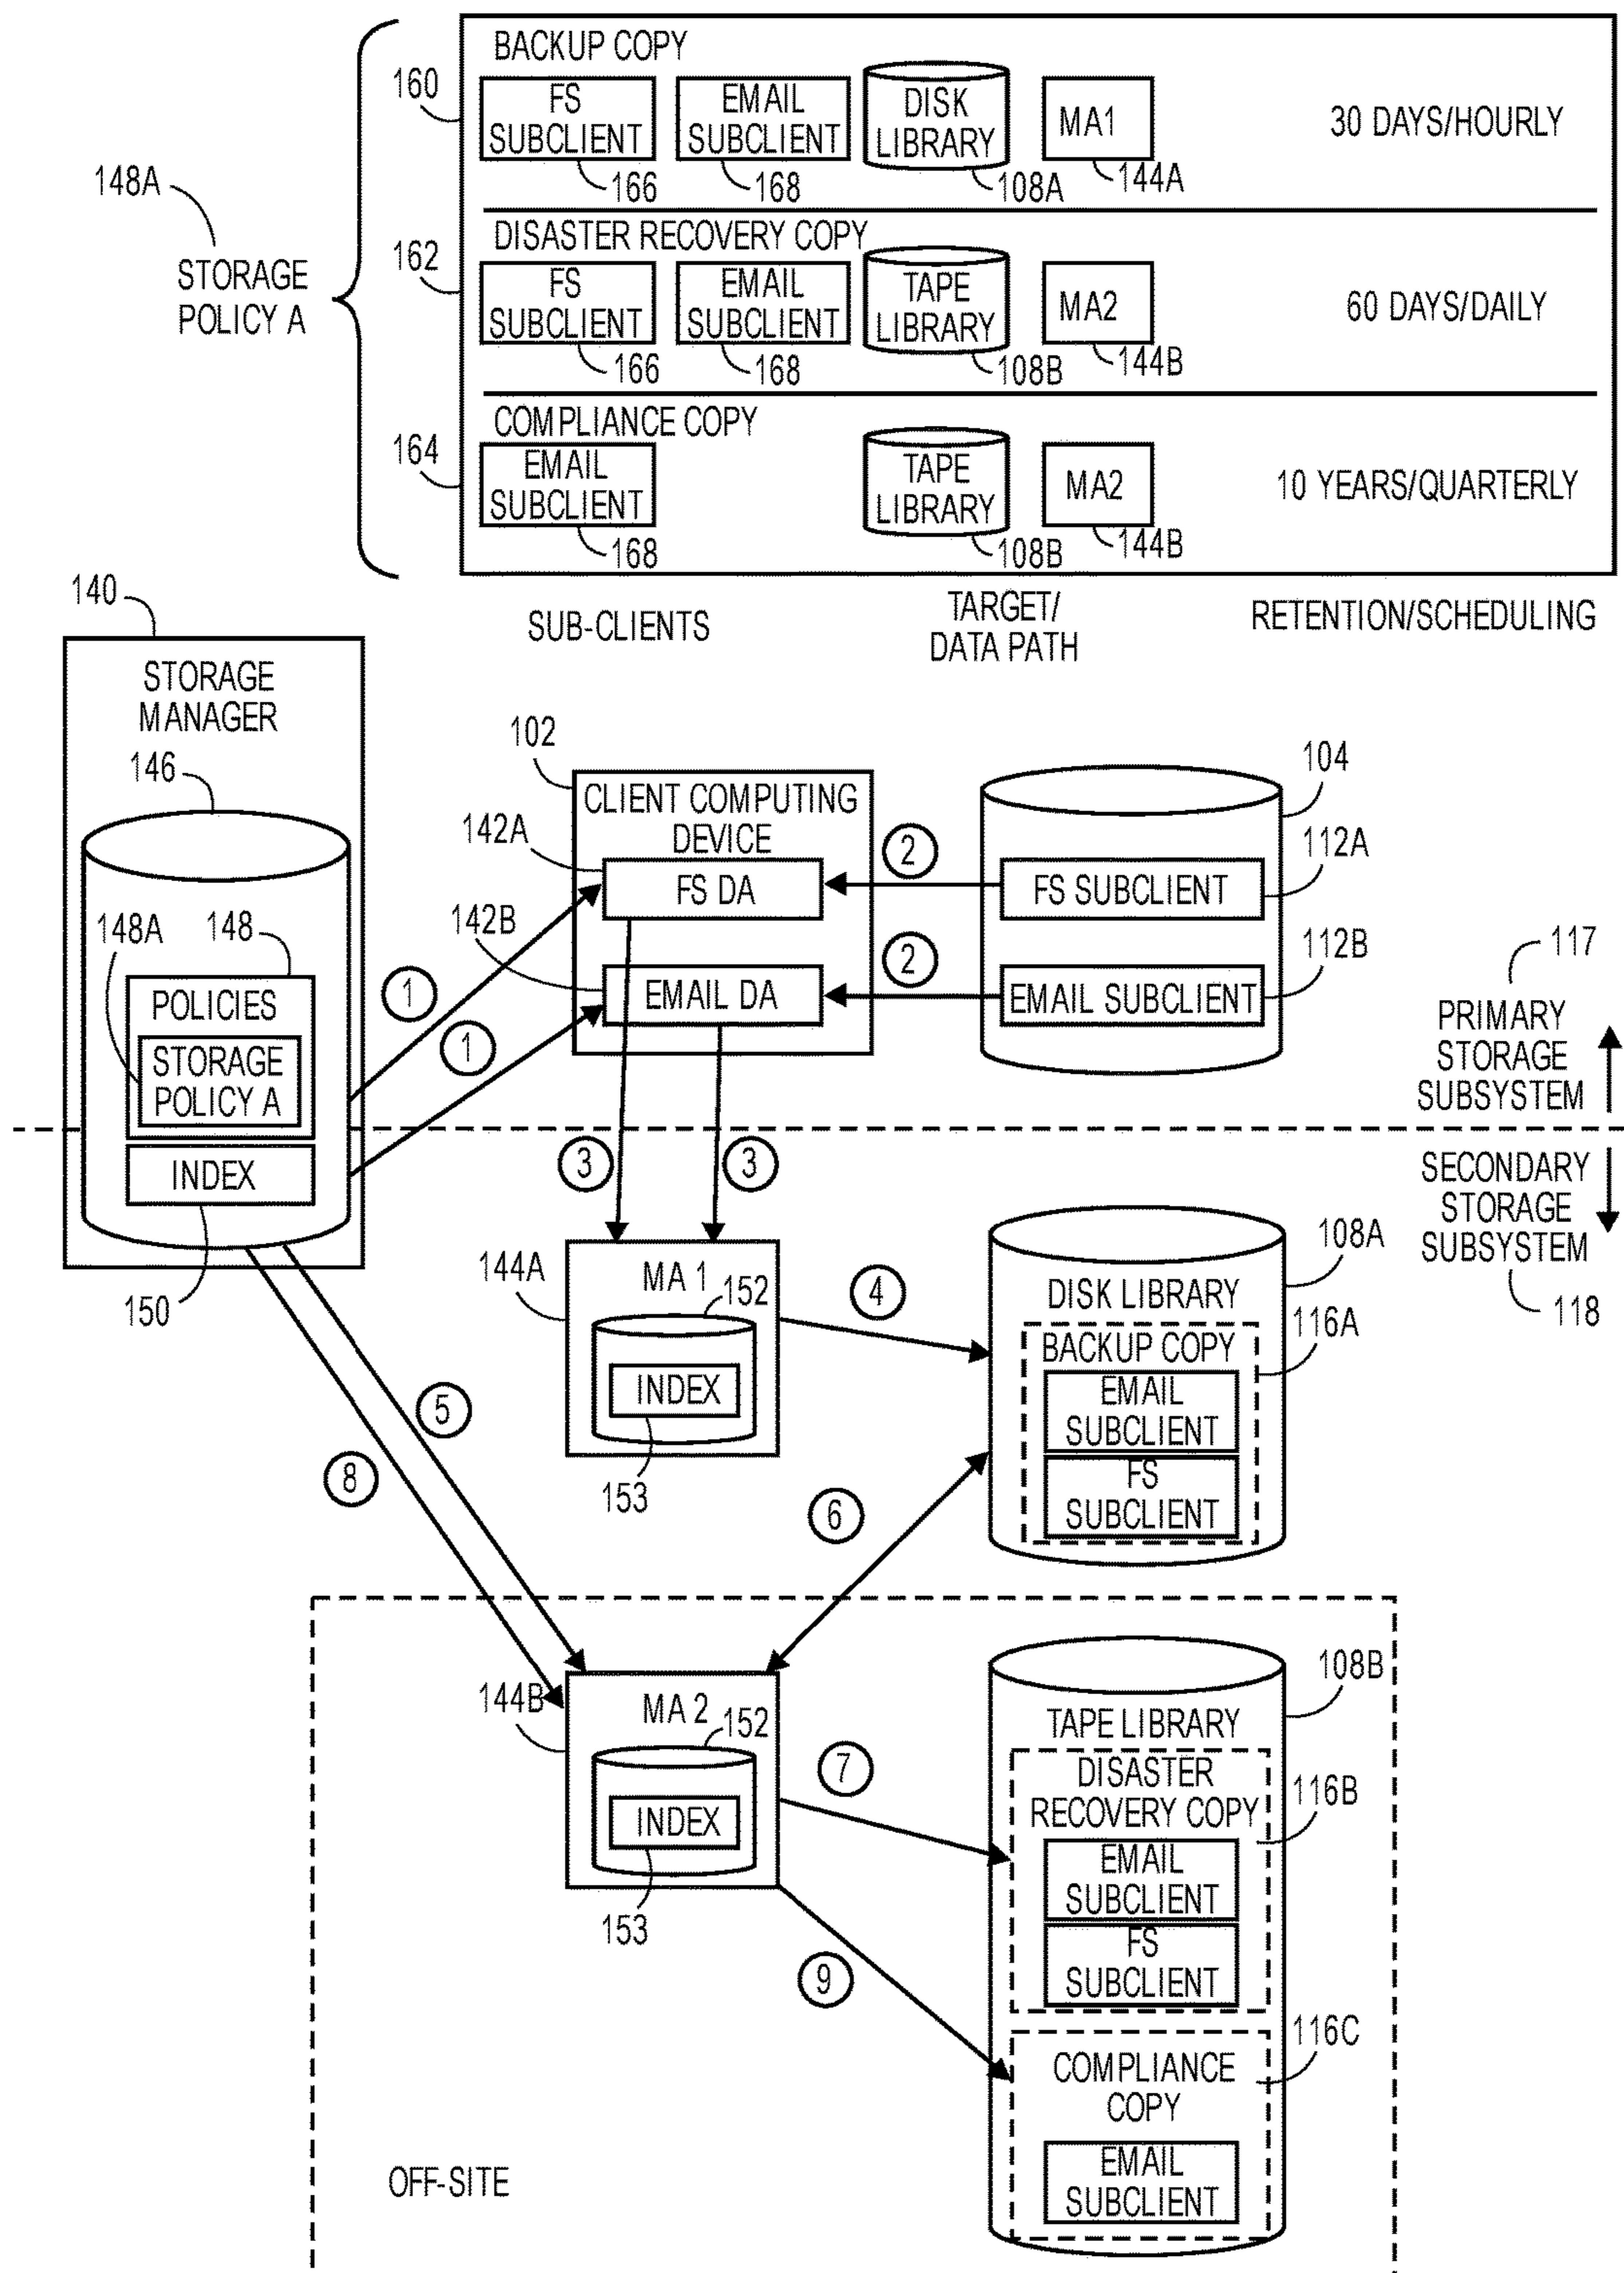 BACKUP COPY
160
FS
SUBCLIENT
EMAIL
SUBCLIENT
DISK
LIBRARY
MA1
30 DAYS/HOURLY
166
168
108A
144A
148A
STORAGE
POLICY A
DISASTER RECOVERY COPY
162
FS
SUBCLIENT
EMAIL
SUBCLIENT
TAPE
LIBRARY
MA2
60 DAYS/DAILY
166
168
108B
144B
COMPLIANCE COPY
164
EMAIL
SUBCLIENT
TAPE
LIBRARY
MA2
10 YEARS/QUARTERLY
168
108B
144B
SUB-CLIENTS
TARGET/
DATA PATH
RETENTION/SCHEDULING
140
STORAGE
MANAGER
146
148A
148
POLICIES
STORAGE
POLICY A
INDEX
150
102
CLIENT COMPUTING
DEVICE
142A
FS DA
142B
EMAIL DA
104
FS SUBCLIENT
112A
EMAIL SUBCLIENT
112B
1
1
2
2
117
PRIMARY
STORAGE
SUBSYSTEM
SECONDARY
STORAGE
SUBSYSTEM
118
3
3
144A
MA 1
152
INDEX
153
4
108A
DISK LIBRARY
116A
BACKUP COPY
EMAIL
SUBCLIENT
FS
SUBCLIENT
5
8
6
144B
MA 2
152
INDEX
153
7
9
108B
TAPE LIBRARY
DISASTER
RECOVERY COPY
116B
EMAIL
SUBCLIENT
FS
SUBCLIENT
116C
COMPLIANCE
COPY
EMAIL
SUBCLIENT
OFF-SITE